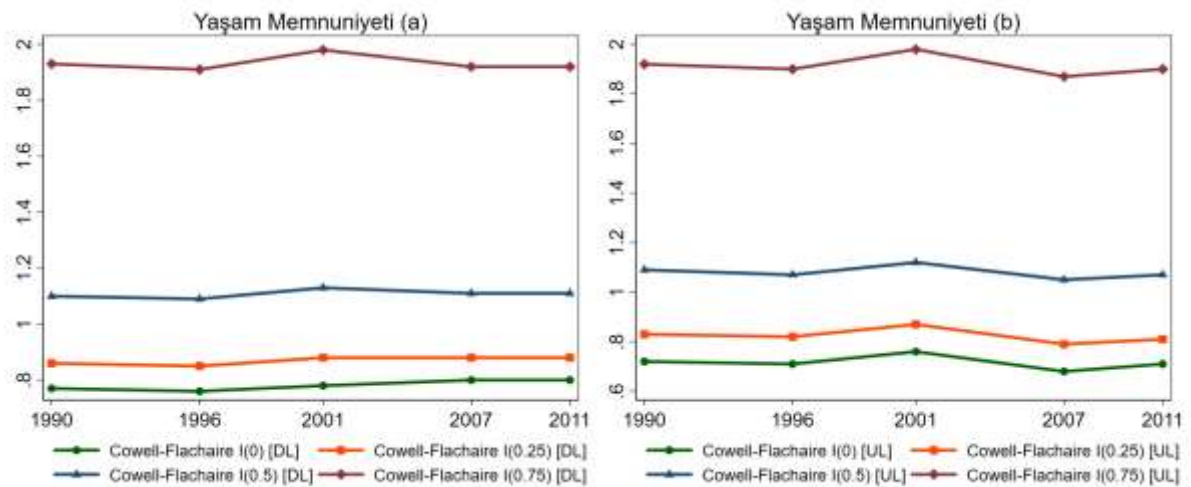 Yaşam Memnuniyeti (a)
2
1.8
1.6
1.4
1.2
1
.8
1990 1996 2001 2007 2011
Cowell-Flachaire I(0) [DL] Cowell-Flachaire I(0.25) [DL]
Cowell-Flachaire I(0.5) [DL] Cowell-Flachaire I(0.75) [DL]
Yaşam Memnuniyeti (b)
2
1.8
1.6
1.4
1.2
1
.8
.6
1990 1996 2001 2007 2011
Cowell-Flachaire I(0) [UL] Cowell-Flachaire I(0.25) [UL]
Cowell-Flachaire I(0.5) [UL] Cowell-Flachaire I(0.75) [UL]